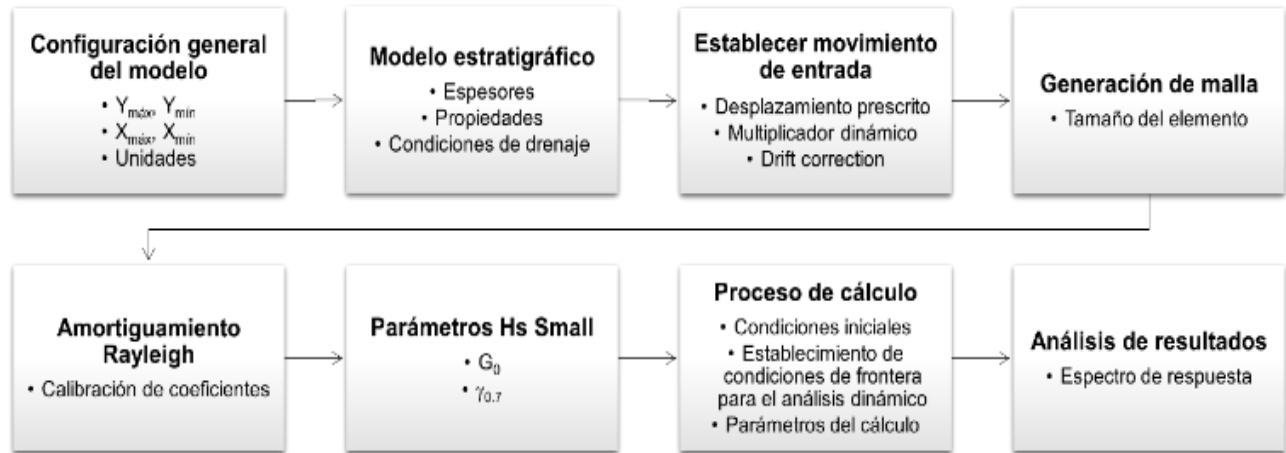 Configuración general
del modelo
• Ymáx, Ymín
• Xmáx, Xmín
• Unidades
Modelo estratigráfico
• Espesores
• Propiedades
• Condiciones de drenaje
Establecer movimiento
de entrada
• Desplazamiento prescrito
• Multiplicador dinámico
• Drift correction
Generación de malla
• Tamaño del elemento
Amortiguamiento
Rayleigh
• Calibración de coeficientes
Parámetros Hs Small
• G0
• γ0.7
Proceso de cálculo
• Condiciones iniciales
• Establecimiento de
condiciones de frontera
para el análisis dinámico
• Parámetros del cálculo
Análisis de resultados
• Espectro de respuesta